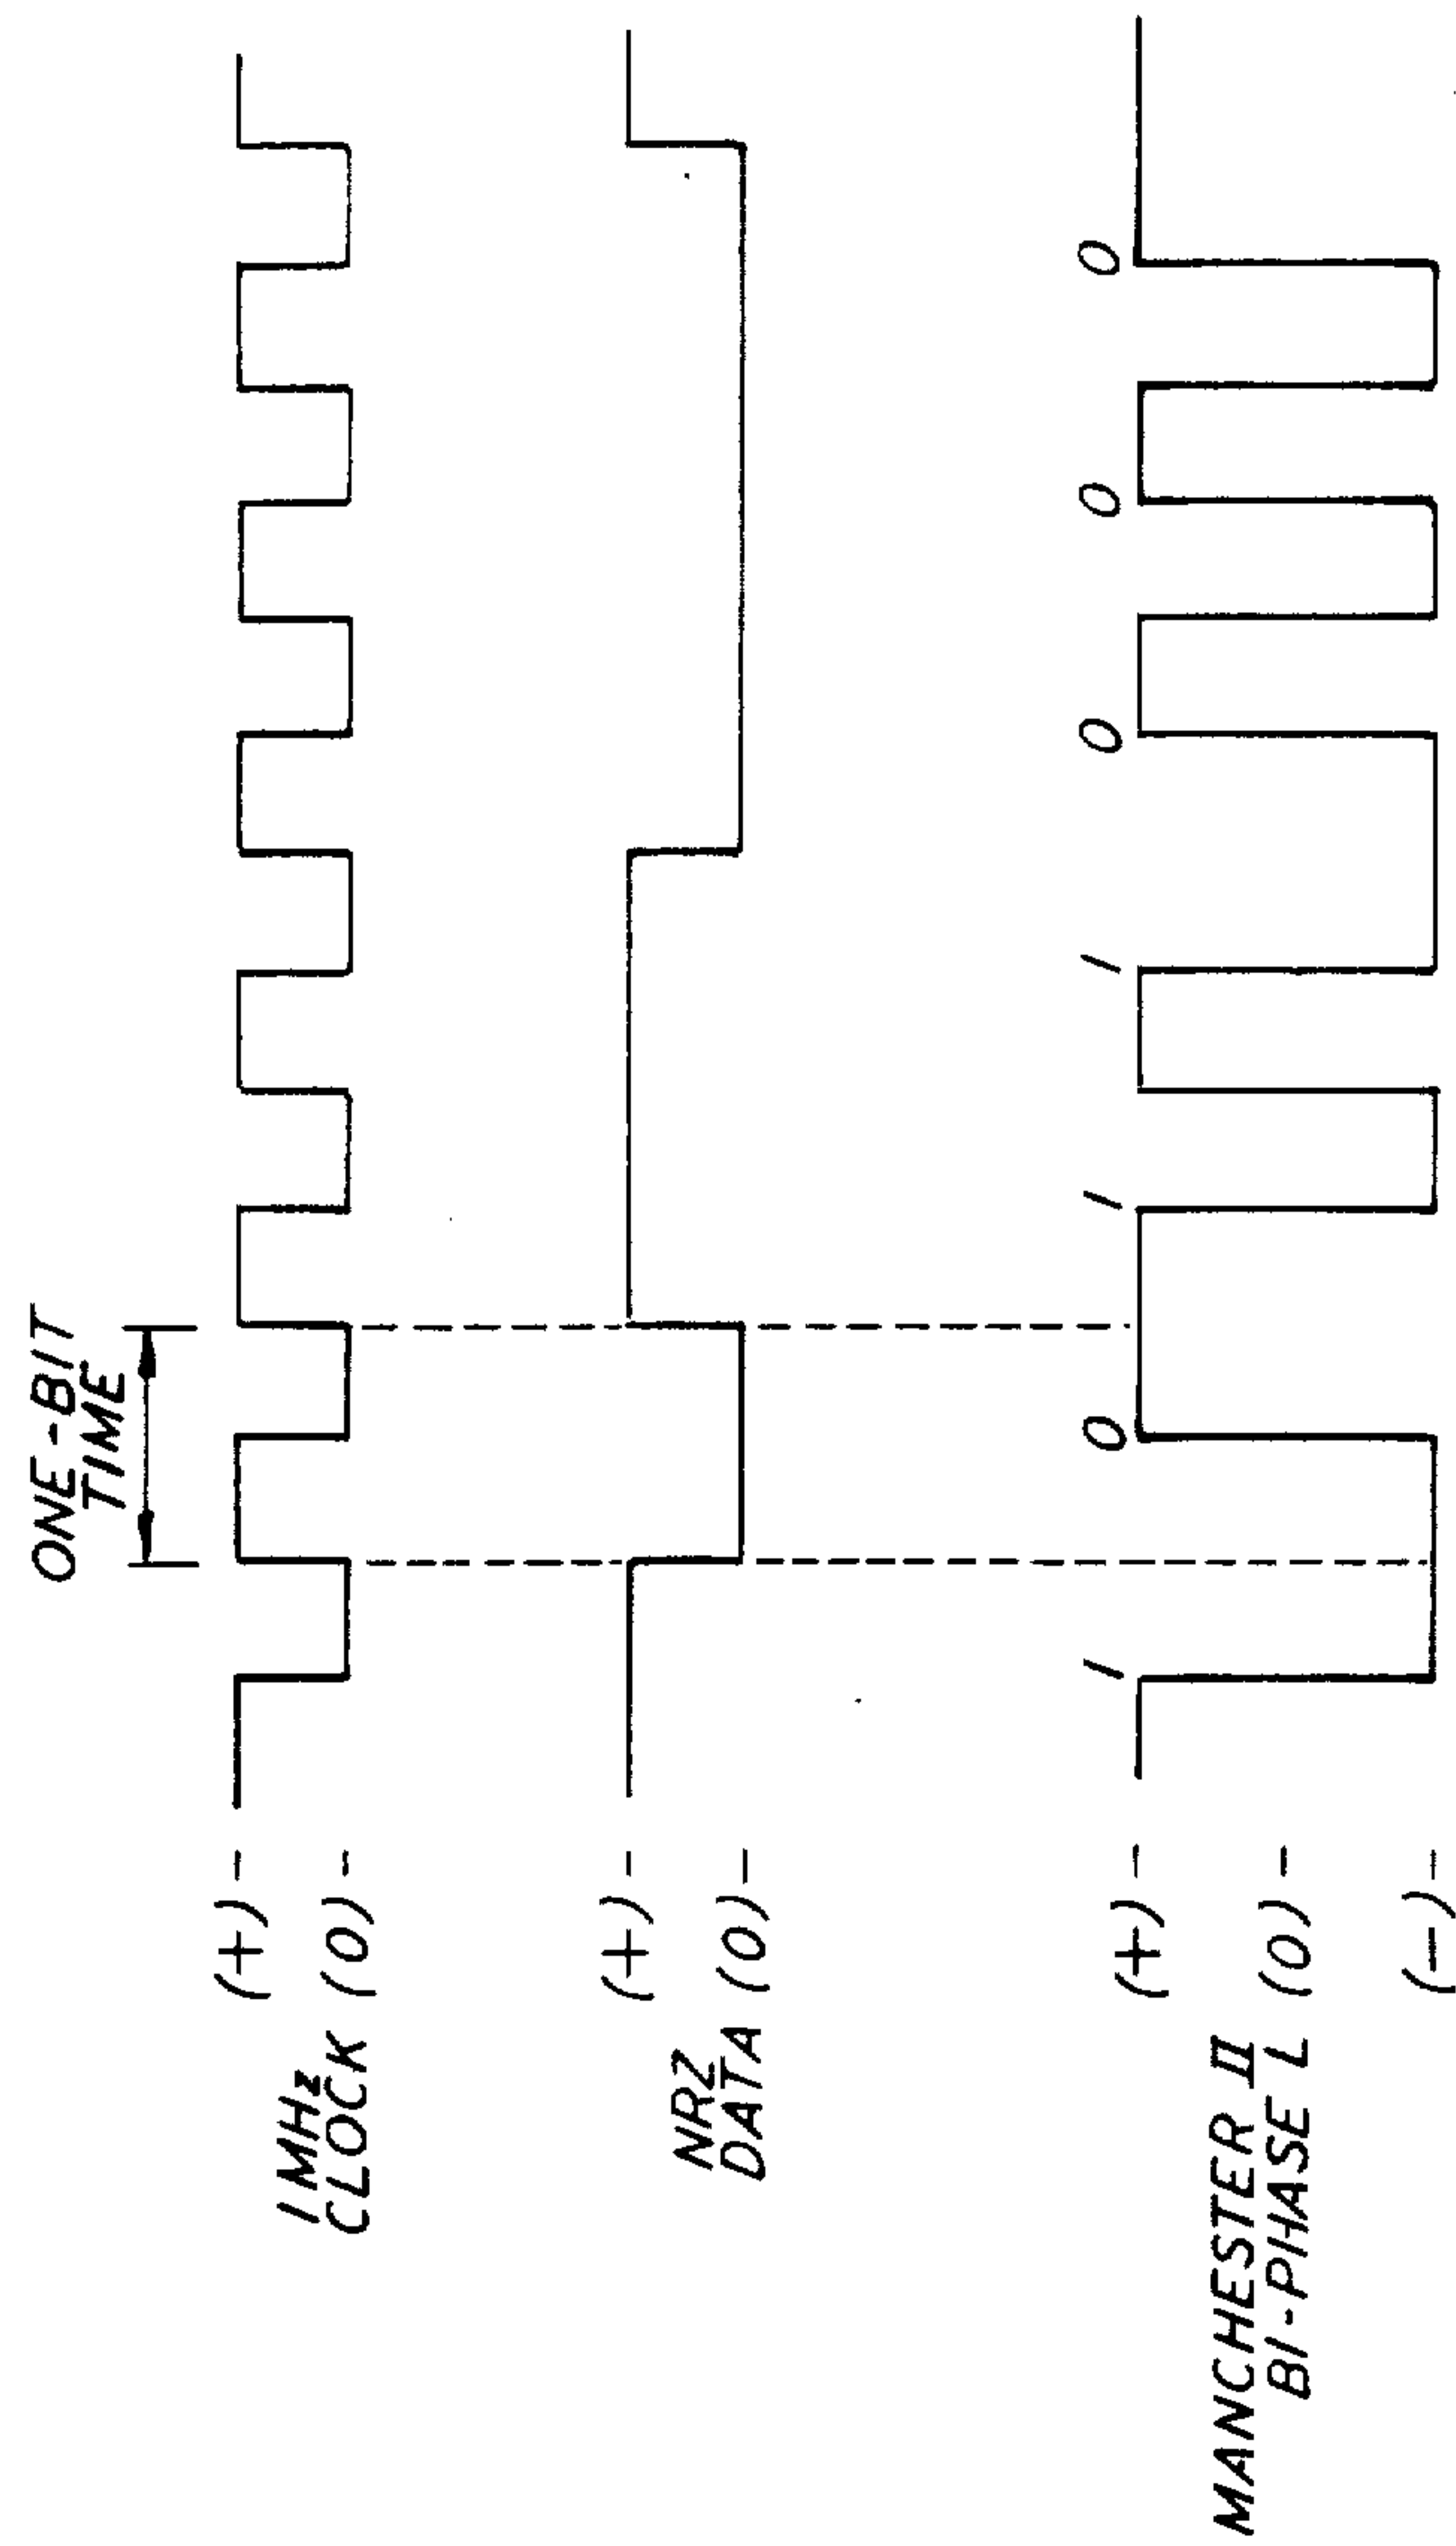 ONE-BIT
TIME
1 MHz (+) -
CLOCK (0) -
NRZ (+) -
DATA (0) -
1 0 1 1 0 0 0
MANCHESTER II (+) -
BI-PHASE L (0) -
(-) -